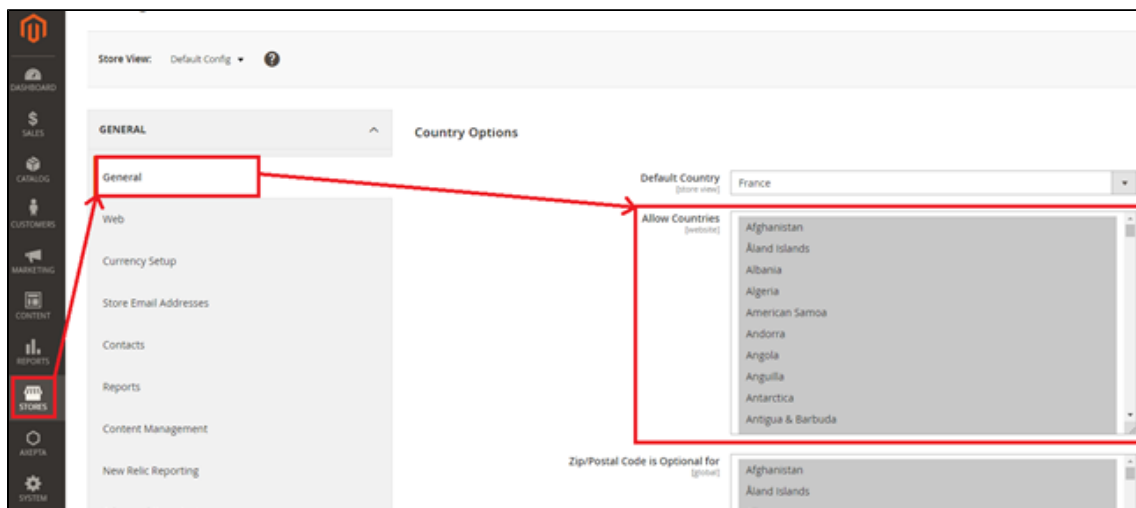 DASHBOARD
SALES
CATALOG
CUSTOMERS
MARKETING
CONTENT
REPORTS
STORES
AXEPTA
SYSTEM
Store View: Default Config ?
GENERAL
General
Web
Currency Setup
Store Email Addresses
Contacts
Reports
Content Management
New Relic Reporting
Country Options
Default Country
[store view]
France
Allow Countries
[website]
Afghanistan
Åland Islands
Albania
Algeria
American Samoa
Andorra
Angola
Anguilla
Antarctica
Antigua & Barbuda
Zip/Postal Code is Optional for
[global]
Afghanistan
Åland Islands